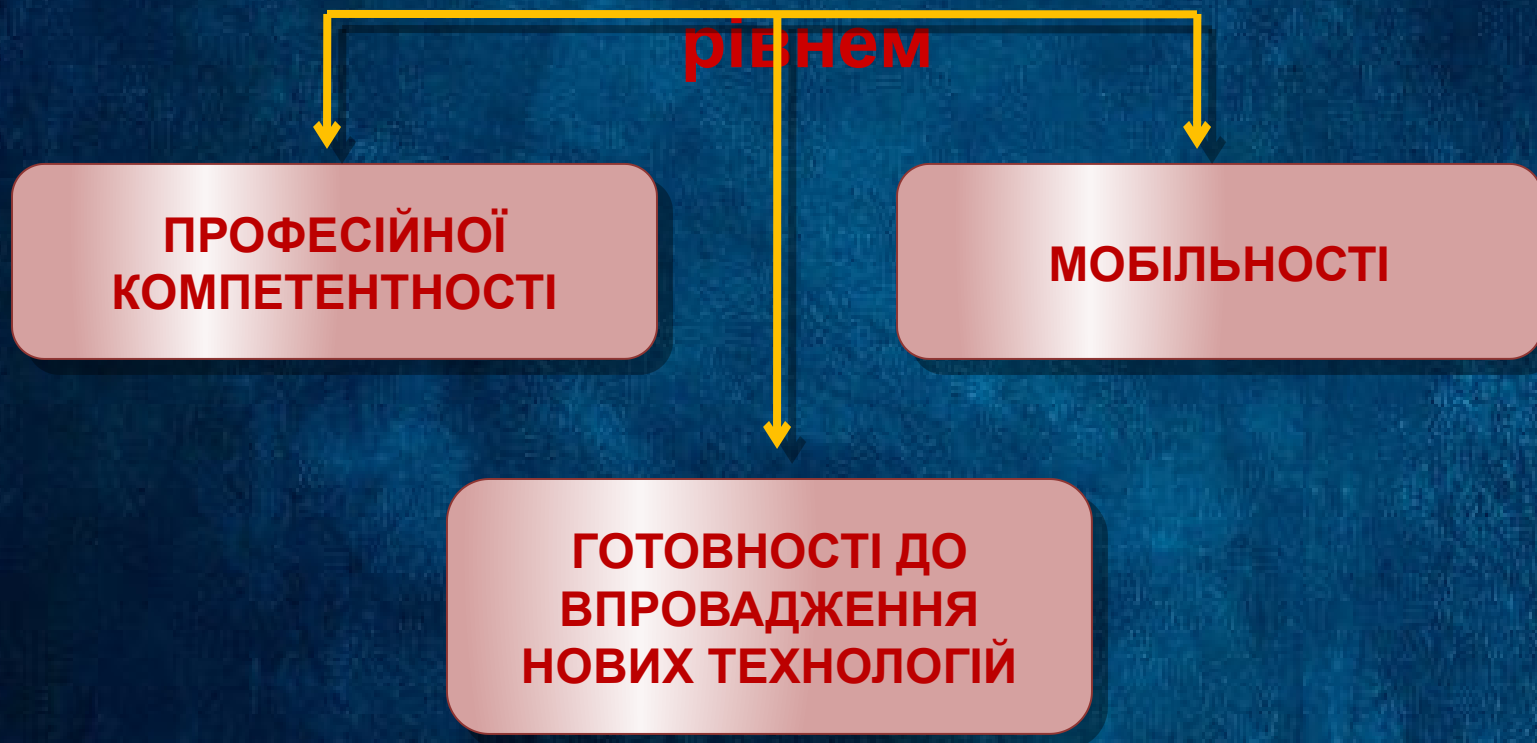 рівнем
ПРОФЕСІЙНОЇ
КОМПЕТЕНТНОСТІ
МОБІЛЬНОСТІ
ГОТОВНОСТІ ДО
ВПРОВАДЖЕННЯ
НОВИХ ТЕХНОЛОГІЙ